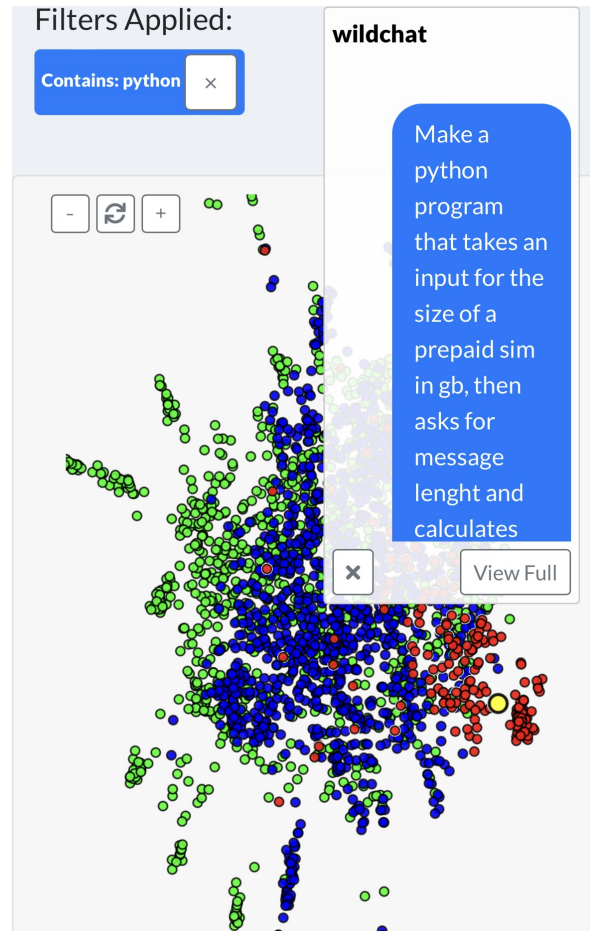 Filters Applied:
Contains: python ×
- +
wildchat
Make a
python
program
that takes an
input for the
size of a
prepaid sim
in gb, then
asks for
message
lenght and
calculates
× View Full